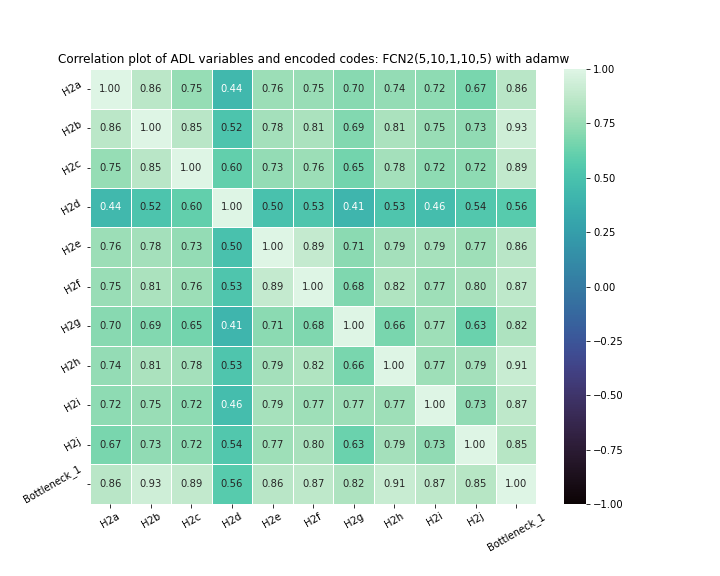 Correlation plot of ADL variables and encoded codes: FCN2(5,10,1,10,5) with adamw
H2a 1.00 0.86 0.75 0.44 0.76 0.75 0.70 0.74 0.72 0.67 0.86
H2b 0.86 1.00 0.85 0.52 0.78 0.81 0.69 0.81 0.75 0.73 0.93
H2c 0.75 0.85 1.00 0.60 0.73 0.76 0.65 0.78 0.72 0.72 0.89
H2d 0.44 0.52 0.60 1.00 0.50 0.53 0.41 0.53 0.46 0.54 0.56
H2e 0.76 0.78 0.73 0.50 1.00 0.89 0.71 0.79 0.79 0.77 0.86
H2f 0.75 0.81 0.76 0.53 0.89 1.00 0.68 0.82 0.77 0.80 0.87
H2g 0.70 0.69 0.65 0.41 0.71 0.68 1.00 0.66 0.77 0.63 0.82
H2h 0.74 0.81 0.78 0.53 0.79 0.82 0.66 1.00 0.77 0.79 0.91
H2i 0.72 0.75 0.72 0.46 0.79 0.77 0.77 0.77 1.00 0.73 0.87
H2j 0.67 0.73 0.72 0.54 0.77 0.80 0.63 0.79 0.73 1.00 0.85
Bottleneck_1 0.86 0.93 0.89 0.56 0.86 0.87 0.82 0.91 0.87 0.85 1.00
H2a H2b H2c H2d H2e H2f H2g H2h H2i H2j Bottleneck_1
1.00
0.75
0.50
0.25
0.00
−0.25
−0.50
−0.75
−1.00